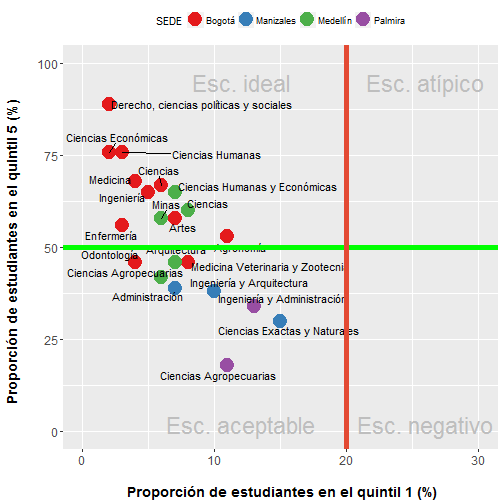 SEDE Bogotá Manizales Medellín Palmira
Proporción de estudiantes en el quintil 5 (%)
100
75
50
25
0
Esc. ideal
Esc. atípico
Derecho, ciencias políticas y sociales
Ciencias Económicas
Ciencias Humanas
Ciencias
Medicina
Ciencias Humanas y Económicas
Ingeniería
Minas
Ciencias
Artes
Enfermería
Agronomía
Arquitectura
Odontología
Medicina Veterinaria y Zootecnia
Ciencias Agropecuarias
Ingeniería y Arquitectura
Administración
Ingeniería y Administración
Ciencias Exactas y Naturales
Ciencias Agropecuarias
Esc. aceptable
Esc. negativo
0
10
20
30
Proporción de estudiantes en el quintil 1 (%)